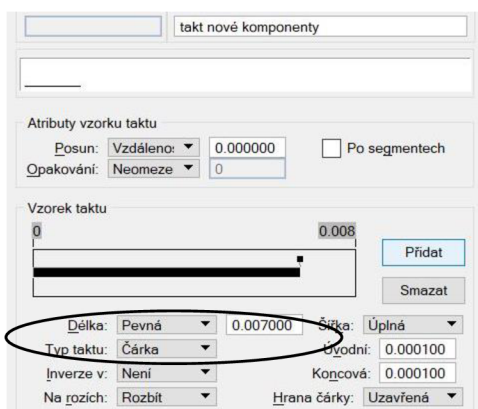 takt nové komponenty
Atributy vzorku taktu
Posun: Vzdáleno: 0.000000 Po segmentech
Opakování: Neomeze 0
Vzorek taktu
0 0.008
Přidat
Smazat
Délka: Pevná 0.007000 Šířka: Úplná
Typ taktu: Čárka Úvodní: 0.000100
Inverze v: Není Koncová: 0.000100
Na rozích: Rozbít Hrana čárky: Uzavřená